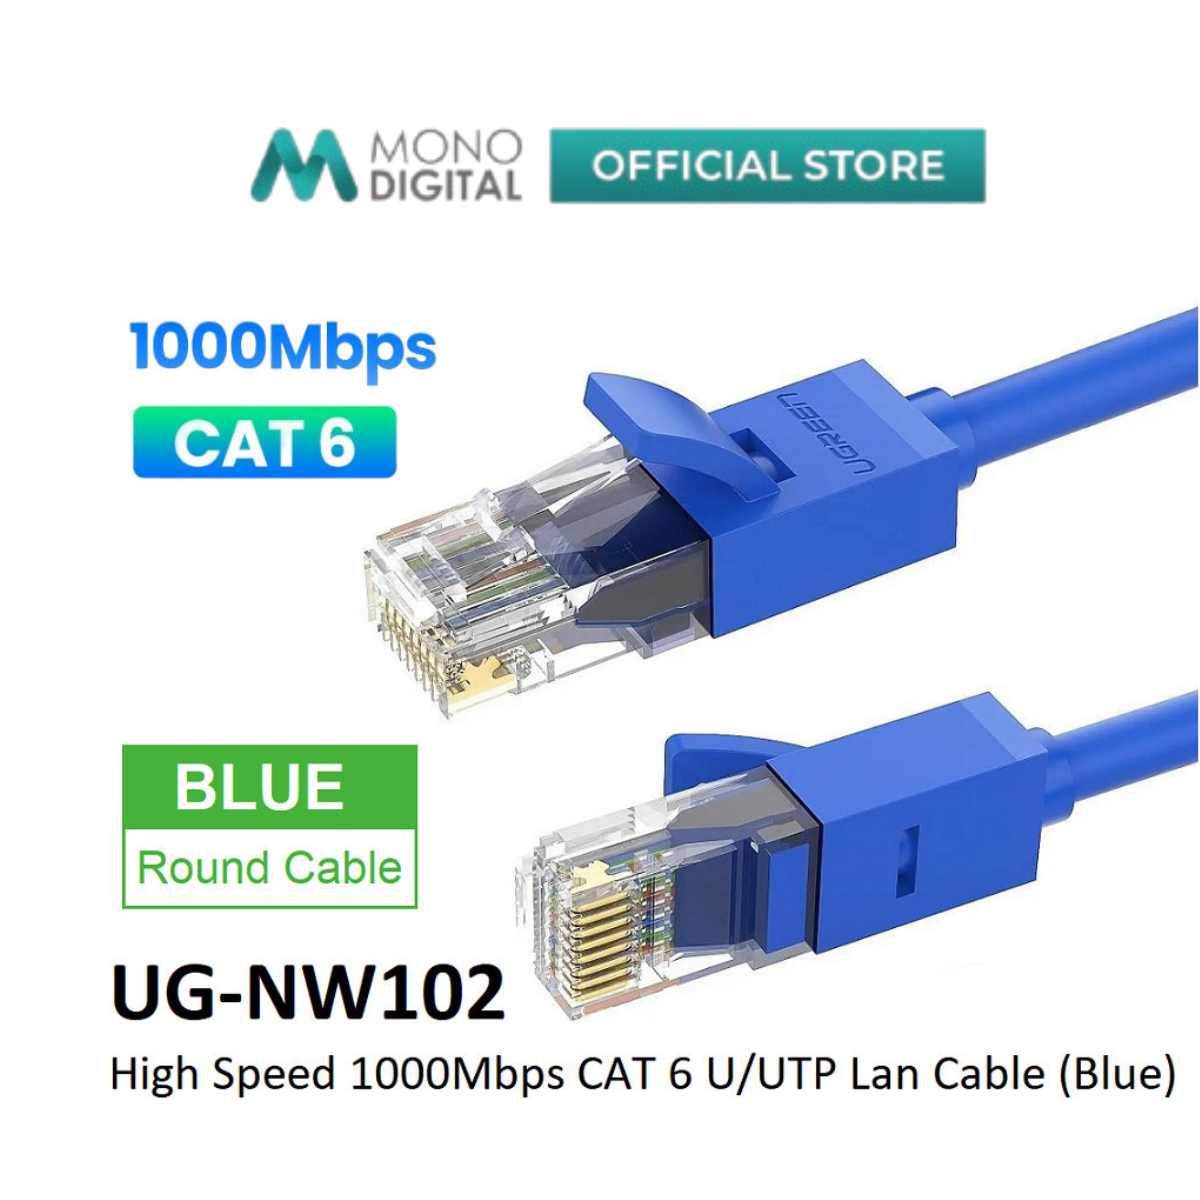 MONO
DIGITAL
OFFICIAL STORE
1000Mbps
CAT 6
UGREEN
BLUE
Round Cable
UG-NW102
High Speed 1000Mbps CAT 6 U/UTP Lan Cable (Blue)